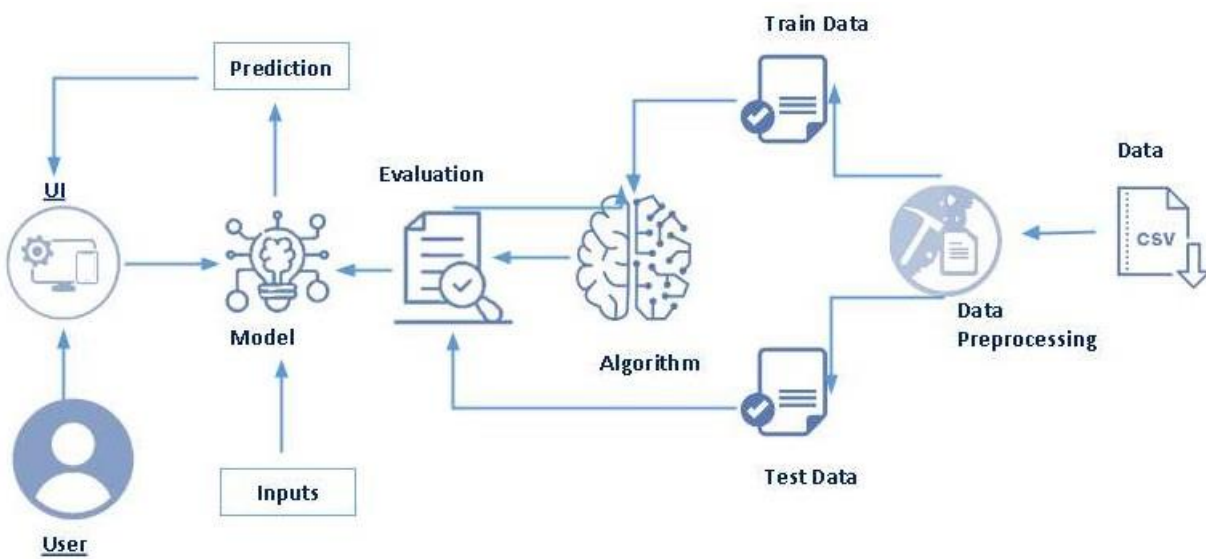 Train Data
Prediction
Data
Evaluation
UI
CSV
Data
Preprocessing
Model
Algorithm
Test Data
Inputs
User